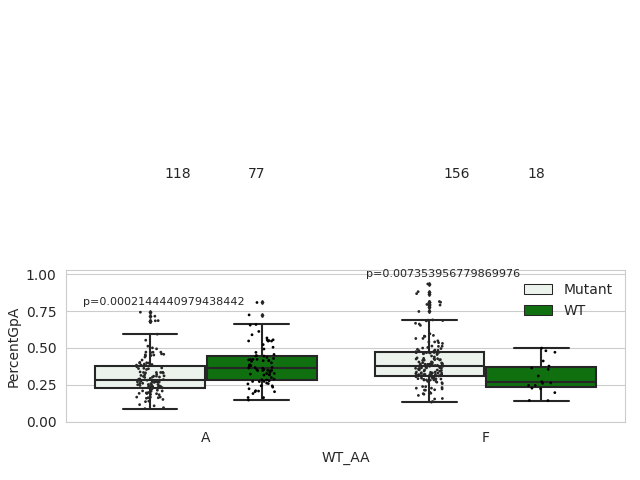 118 77 156 18
p=0.007353956779869976
p=0.0002144440979438442
Mutant
WT
1.00
0.75
0.50
0.25
0.00
PercentGpA
A F
WT_AA